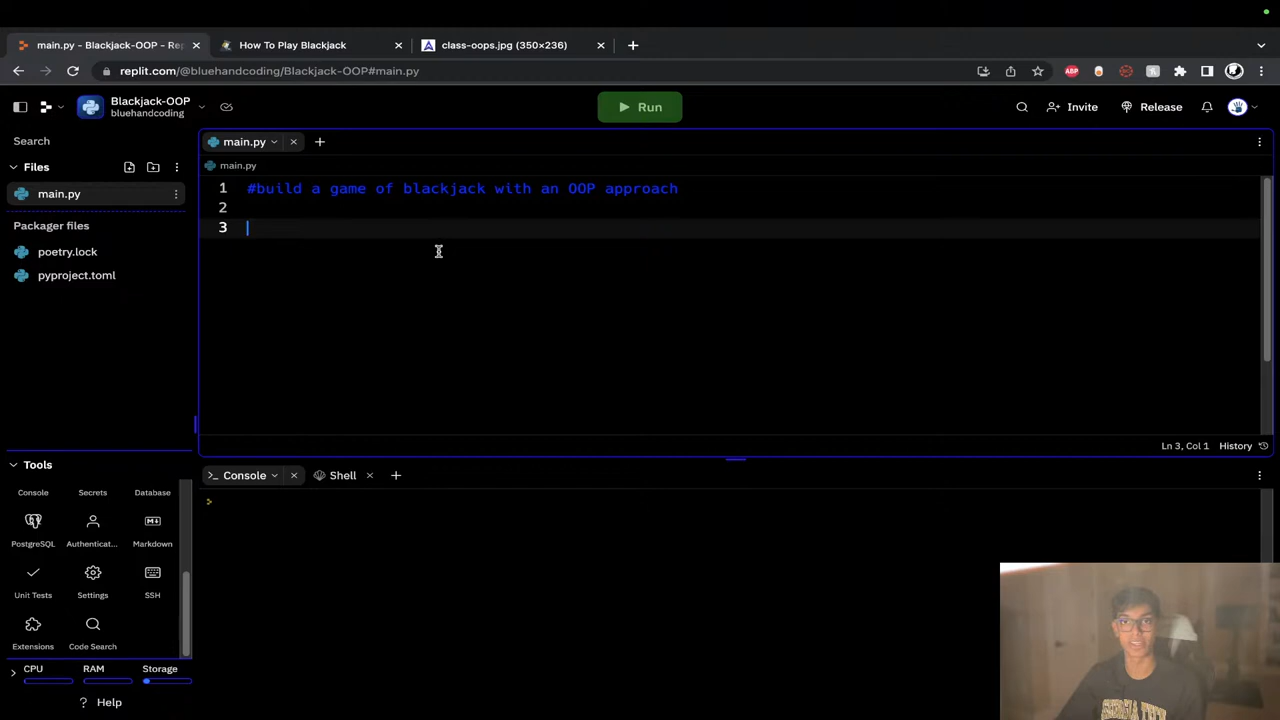 main.py - Blackjack-OOP - Rep
How To Play Blackjack
class-oops.jpg (350×236)
replit.com/@bluehandcoding/Blackjack-OOP#main.py
ABP
Blackjack-OOP
bluehandcoding
Run
Invite
Release
Search
main.py
Files
main.py
main.py
1 #build a game of blackjack with an OOP approach
2
3
Packager files
poetry.lock
pyproject.toml
Ln 3, Col 1
History
Tools
Console
Shell
Console
Secrets
Database
PostgreSQL
Authenticat...
Markdown
Unit Tests
Settings
SSH
Extensions
Code Search
CPU
RAM
Storage
Help
GEORGIA TECH